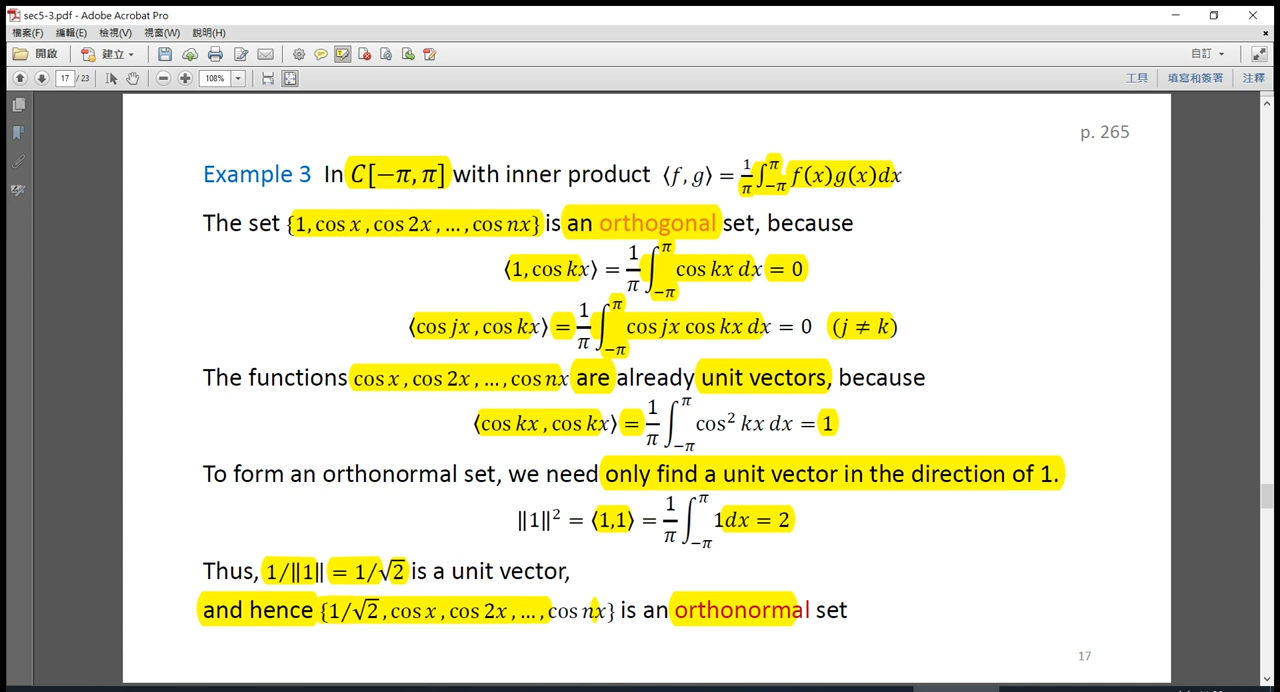 sec5-3.pdf - Adobe Acrobat Pro
檔案(F) 編輯(E) 檢視(V) 視窗(W) 說明(H)
開啟 建立 自訂
17 / 23 108% 工具 填寫和簽署 注釋
p. 265
Example 3 In C[−π, π] with inner product ⟨f, g⟩ = 1/π ∫_{−π}^{π} f(x)g(x)dx
The set {1, cos x , cos 2x , …, cos nx} is an orthogonal set, because
⟨1, cos kx⟩ = 1/π ∫_{−π}^{π} cos kx dx = 0
⟨cos jx , cos kx⟩ = 1/π ∫_{−π}^{π} cos jx cos kx dx = 0 (j ≠ k)
The functions cos x , cos 2x , …, cos nx are already unit vectors, because
⟨cos kx , cos kx⟩ = 1/π ∫_{−π}^{π} cos² kx dx = 1
To form an orthonormal set, we need only find a unit vector in the direction of 1.
‖1‖² = ⟨1,1⟩ = 1/π ∫_{−π}^{π} 1dx = 2
Thus, 1/‖1‖ = 1/√2 is a unit vector,
and hence {1/√2, cos x , cos 2x , … , cos nx} is an orthonormal set
17